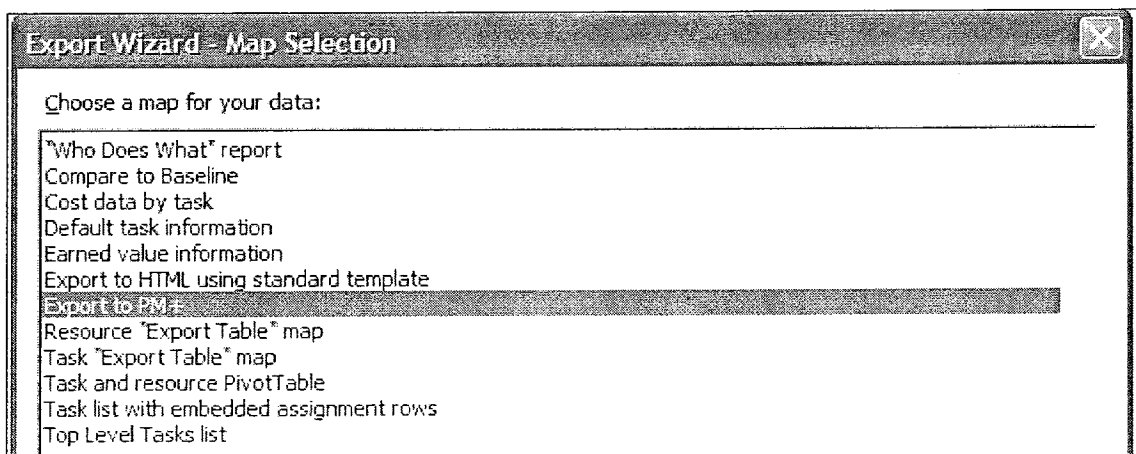 Export Wizard - Map Selection
Choose a map for your data:
"Who Does What" report
Compare to Baseline
Cost data by task
Default task information
Earned value information
Export to HTML using standard template
Export to PM+
Resource "Export Table" map
Task "Export Table" map
Task and resource PivotTable
Task list with embedded assignment rows
Top Level Tasks list